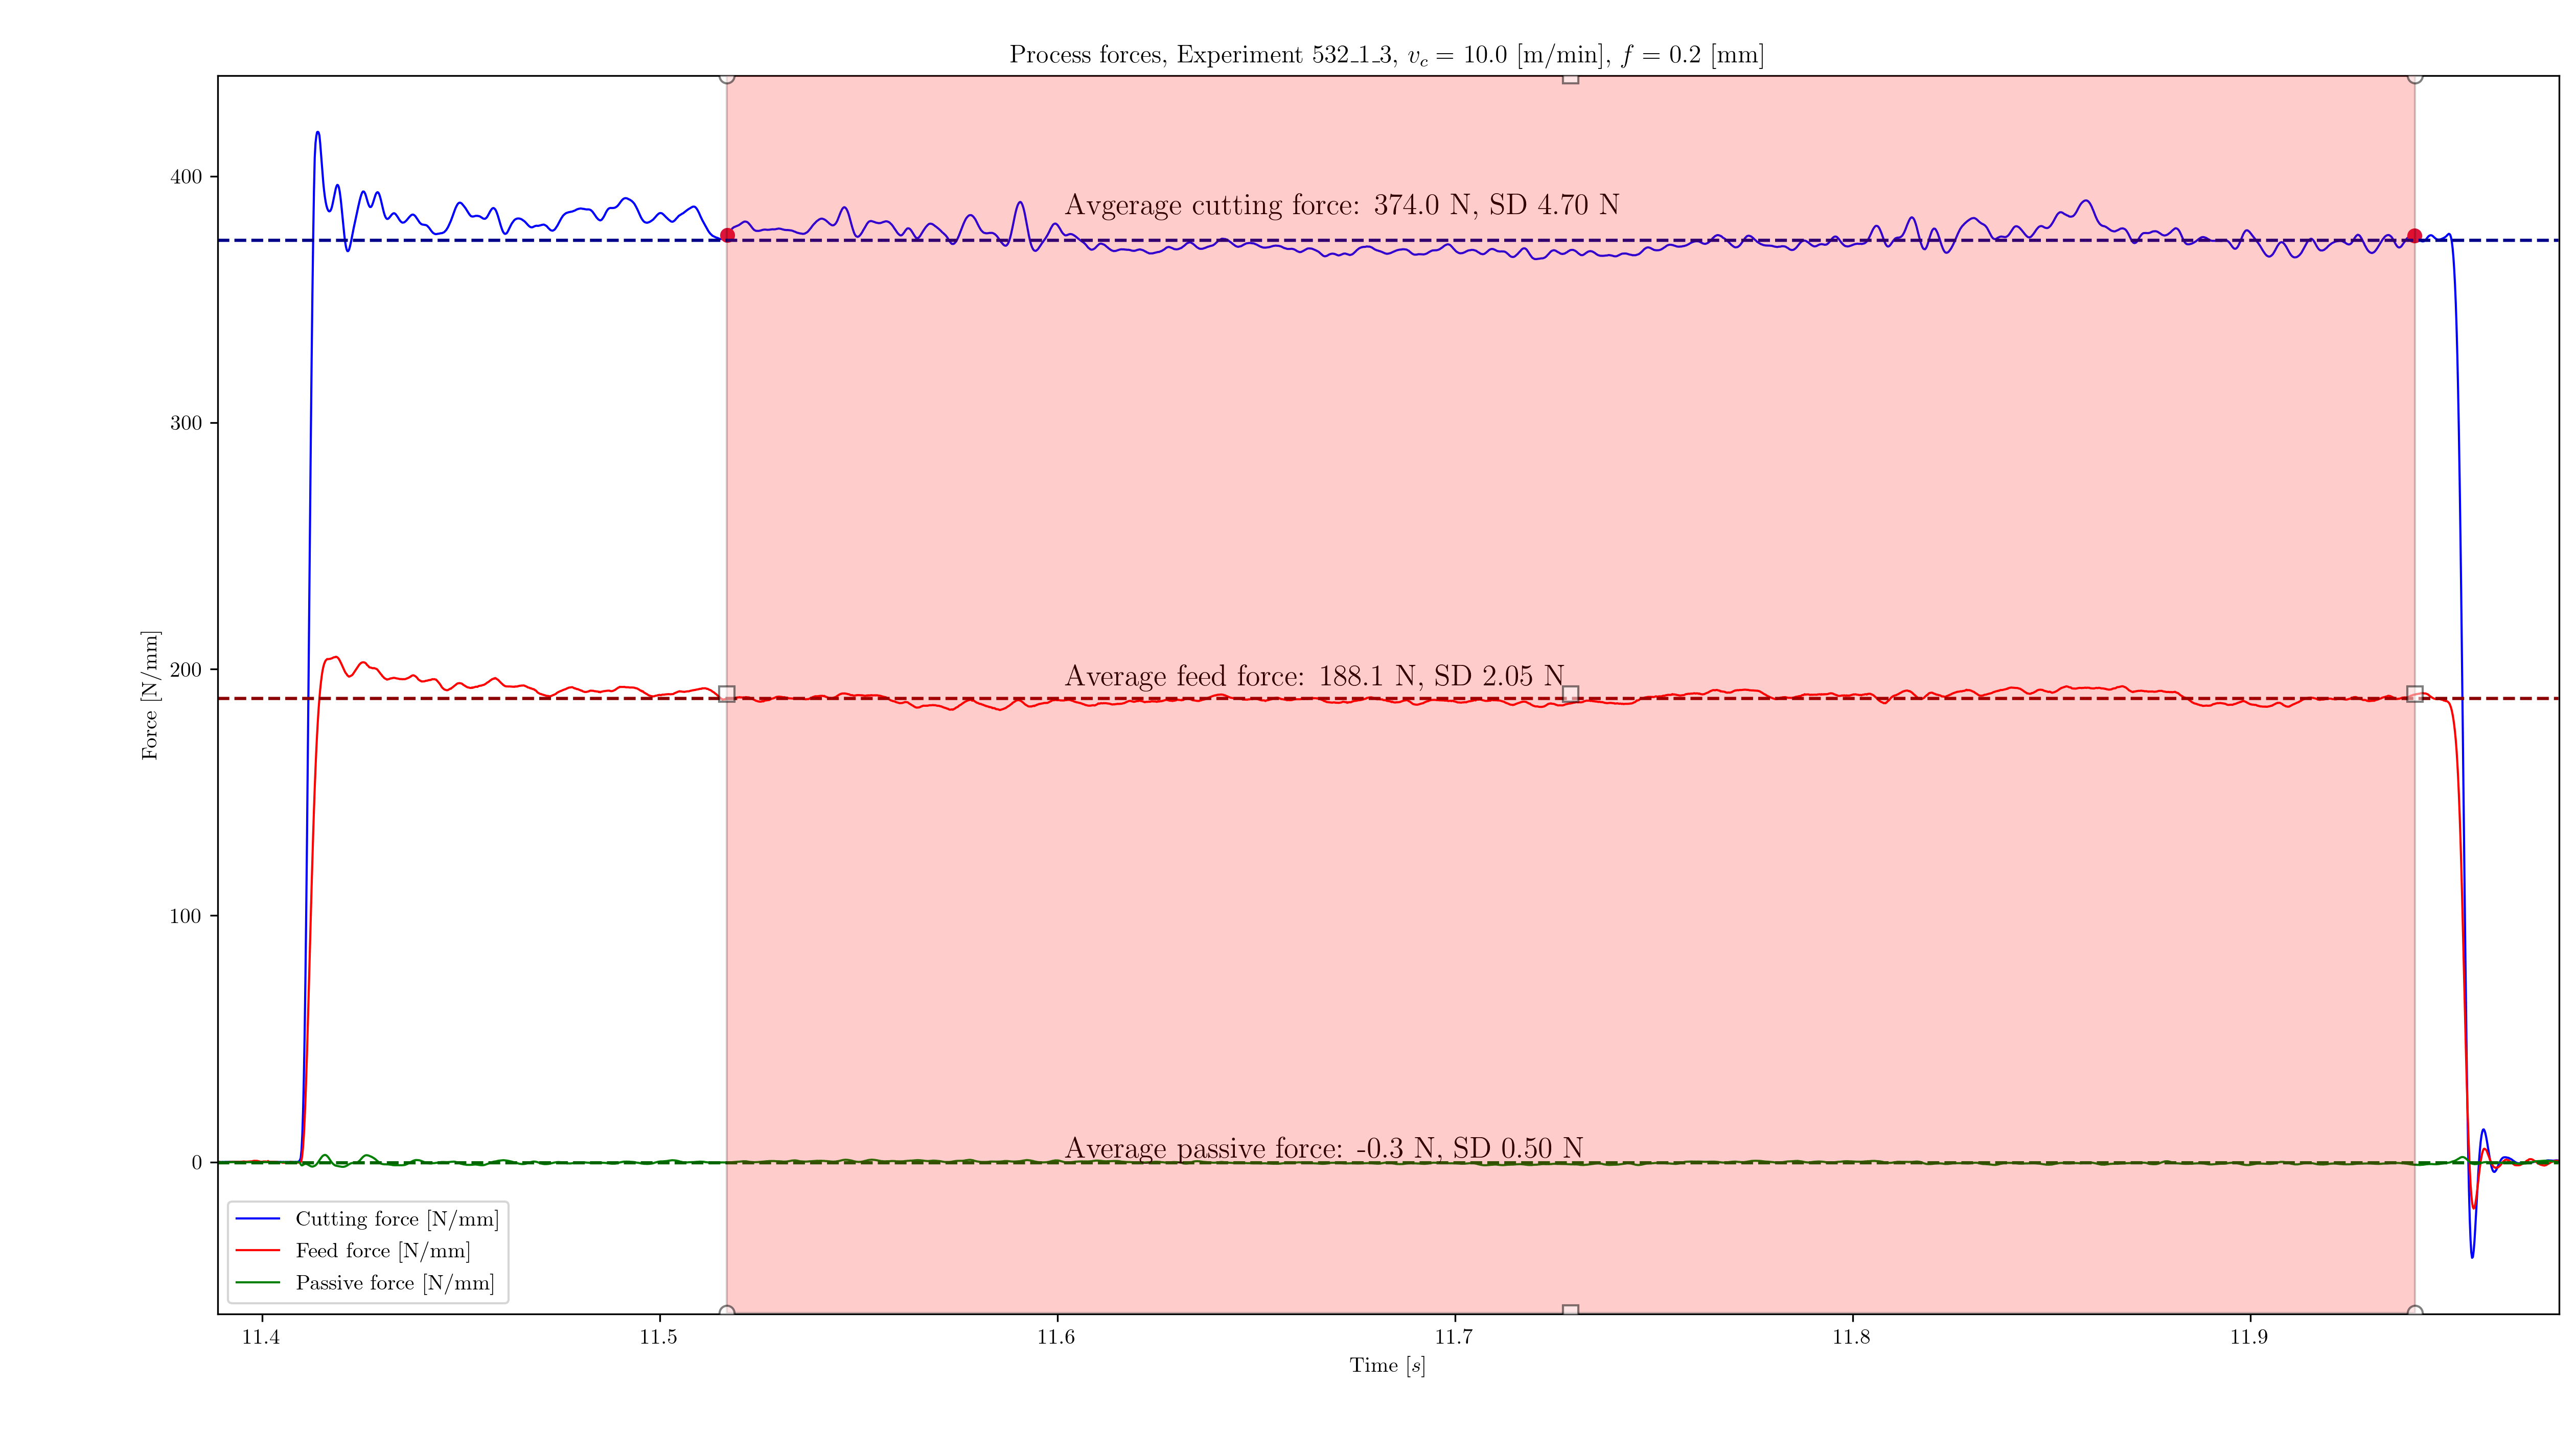 Process forces, Experiment 532_1_3, v_c = 10.0 [m/min], f = 0.2 [mm]
400
300
200
100
0
Force [N/mm]
Avgerage cutting force: 374.0 N, SD 4.70 N
Average feed force: 188.1 N, SD 2.05 N
Average passive force: -0.3 N, SD 0.50 N
Cutting force [N/mm]
Feed force [N/mm]
Passive force [N/mm]
11.4 11.5 11.6 11.7 11.8 11.9
Time [s]